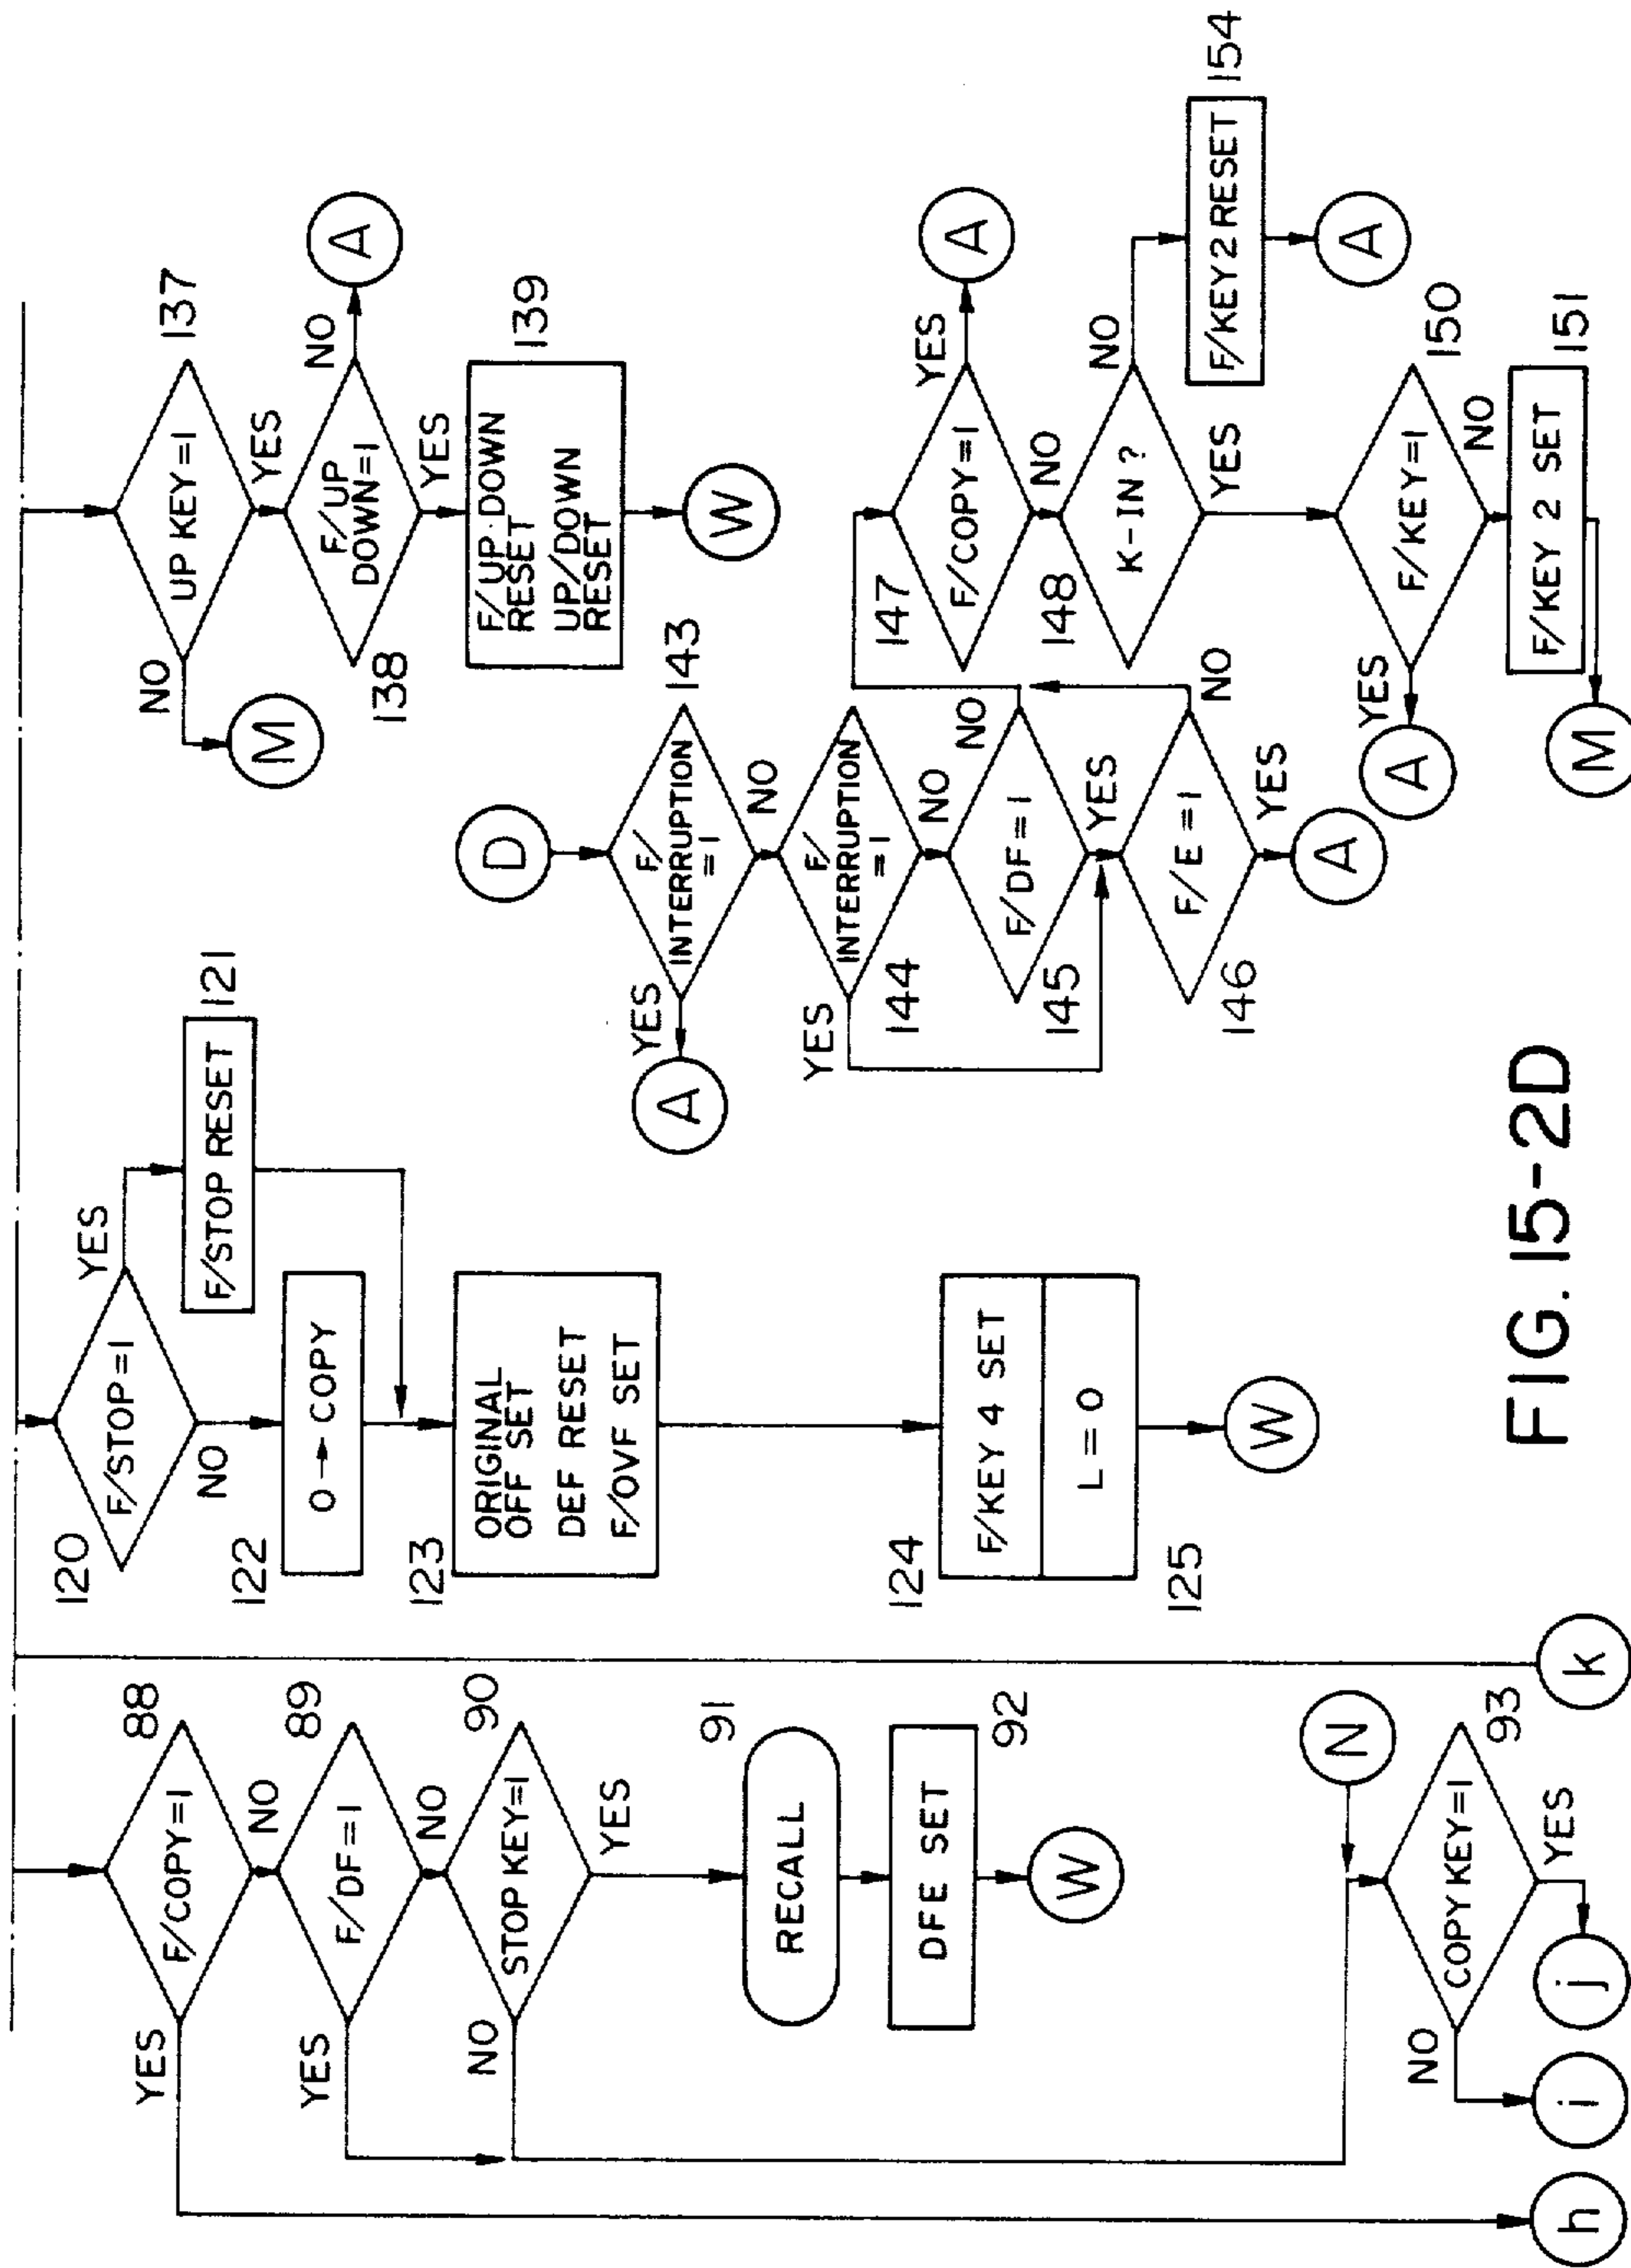 88
F/COPY=1
YES
NO
89
F/DF=1
YES
NO
90
STOP KEY=1
NO
YES
91
RECALL
92
DFE SET
W
N
93
COPY KEY=1
NO
YES
h
i
j
k
120
F/STOP=1
YES
NO
121
F/STOP RESET
122
0→COPY
123
ORIGINAL
OFF SET
DEF RESET
F/OVF SET
124
F/KEY 4 SET
125
L=0
W
137
UP KEY=1
NO
YES
M
138
F/UP
DOWN=1
NO
YES
A
139
F/UP·DOWN
RESET
UP/DOWN
RESET
W
D
143
F/
INTERRUPTION
=1
YES
NO
A
144
F/
INTERRUPTION
=1
YES
NO
145
F/DF=1
NO
YES
146
F/E=1
NO
YES
A
147
F/COPY=1
YES
NO
A
148
K-IN?
NO
YES
154
F/KEY2 RESET
A
150
F/KEY=1
YES
NO
A
151
F/KEY 2 SET
M
FIG. 15-2D